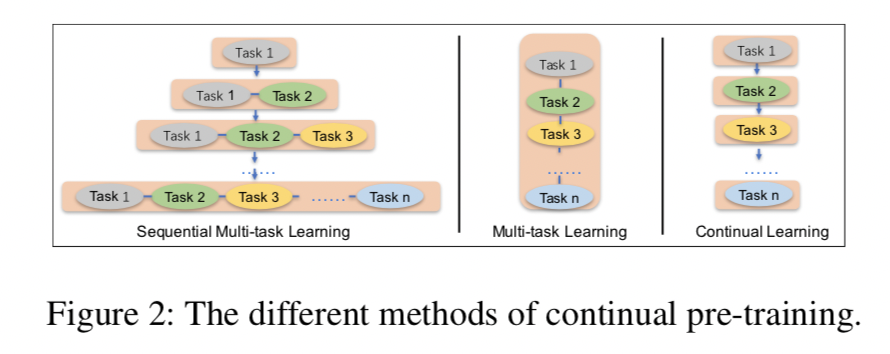 Task 1
Task 1 Task 2
Task 1 Task 2 Task 3
......
Task 1 Task 2 Task 3 ...... Task n
Sequential Multi-task Learning
Task 1
Task 2
Task 3
......
Task n
Multi-task Learning
Task 1
Task 2
Task 3
......
Task n
Continual Learning
Figure 2: The different methods of continual pre-training.